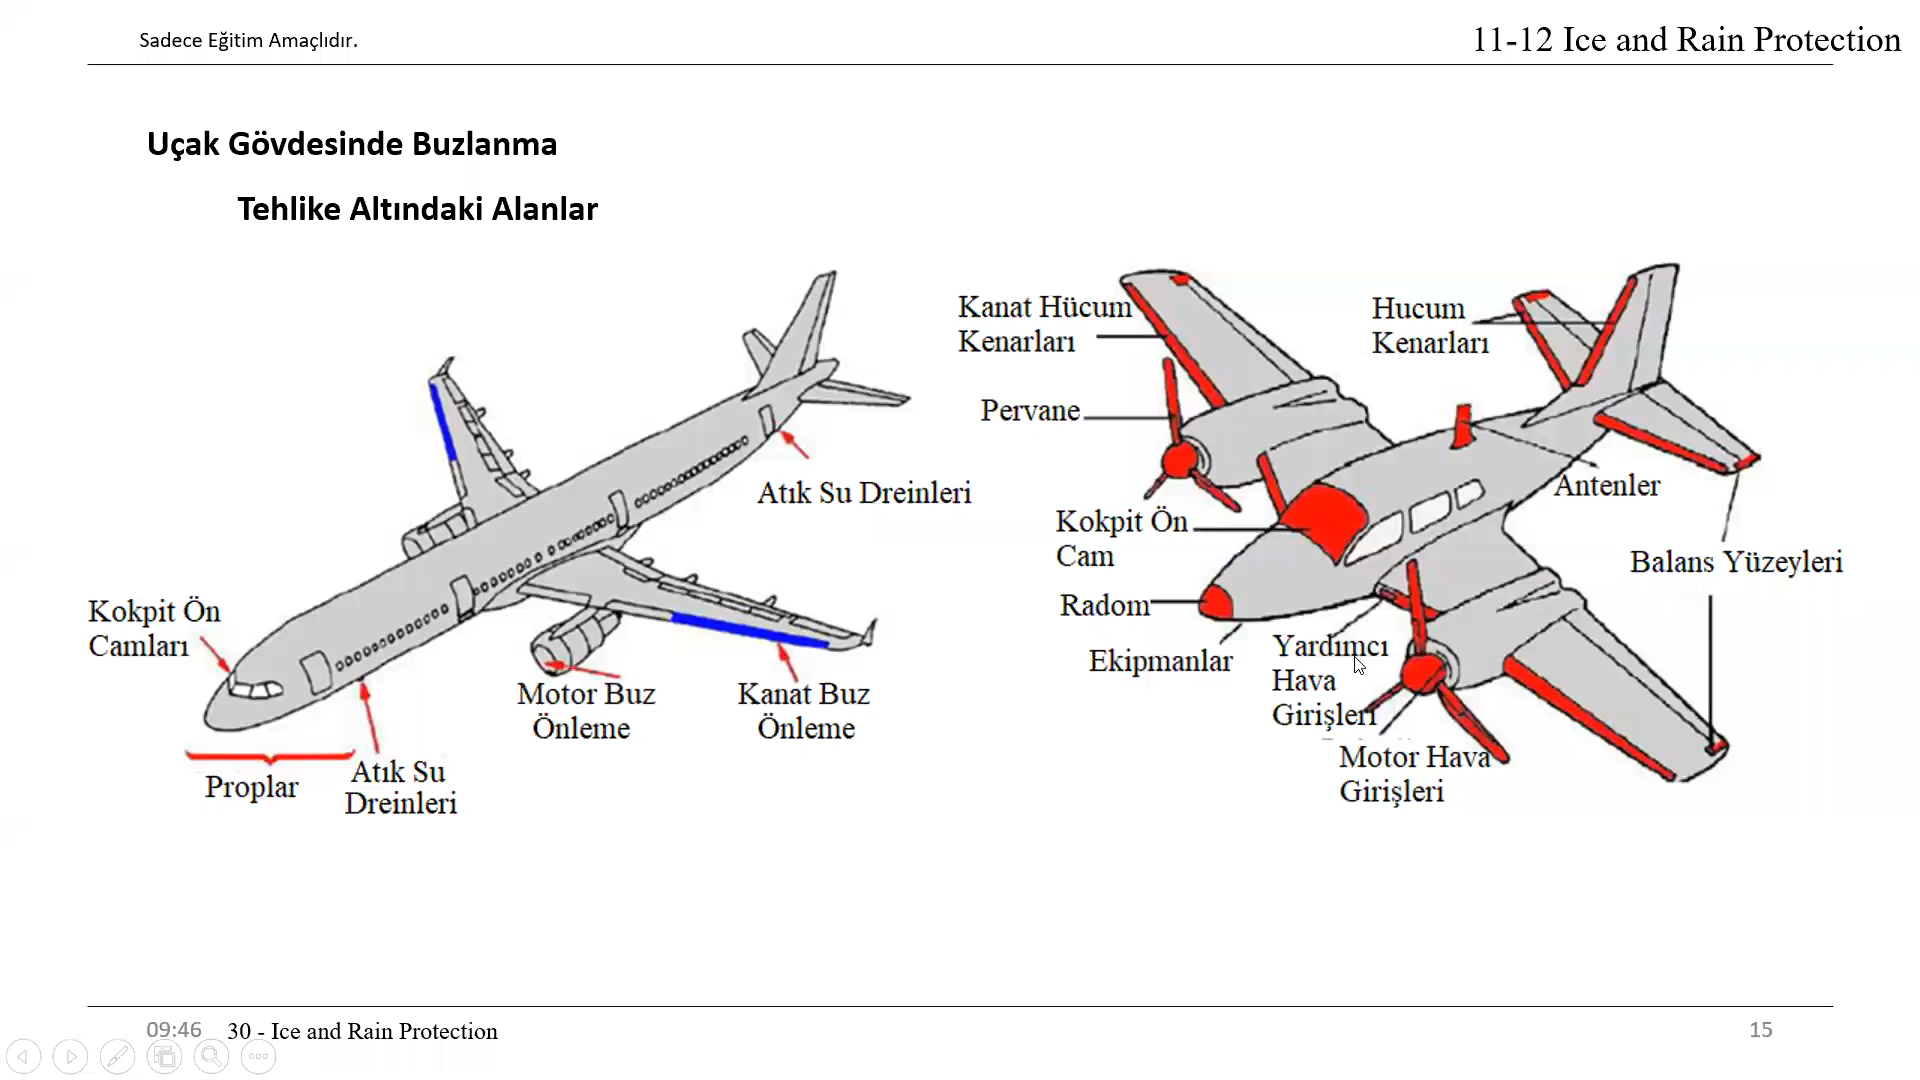 Sadece Eğitim Amaçlıdır.
11-12 Ice and Rain Protection
Uçak Gövdesinde Buzlanma
Tehlike Altındaki Alanlar
Kokpit Ön
Camları
Proplar
Atık Su
Dreinleri
Motor Buz
Önleme
Kanat Buz
Önleme
Atık Su Dreinleri
Kanat Hücum
Kenarları
Pervane
Kokpit Ön
Cam
Radom
Ekipmanlar
Yardımcı
Hava
Girişleri
Motor Hava
Girişleri
Hucum
Kenarları
Antenler
Balans Yüzeyleri
09:46
30 - Ice and Rain Protection
15